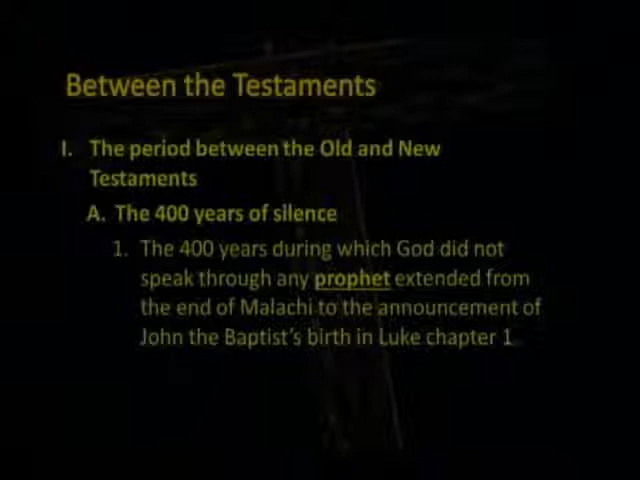 Between the Testaments
I. The period between the Old and New
Testaments
A. The 400 years of silence
1. The 400 years during which God did not
speak through any prophet extended from
the end of Malachi to the announcement of
John the Baptist's birth in Luke chapter 1